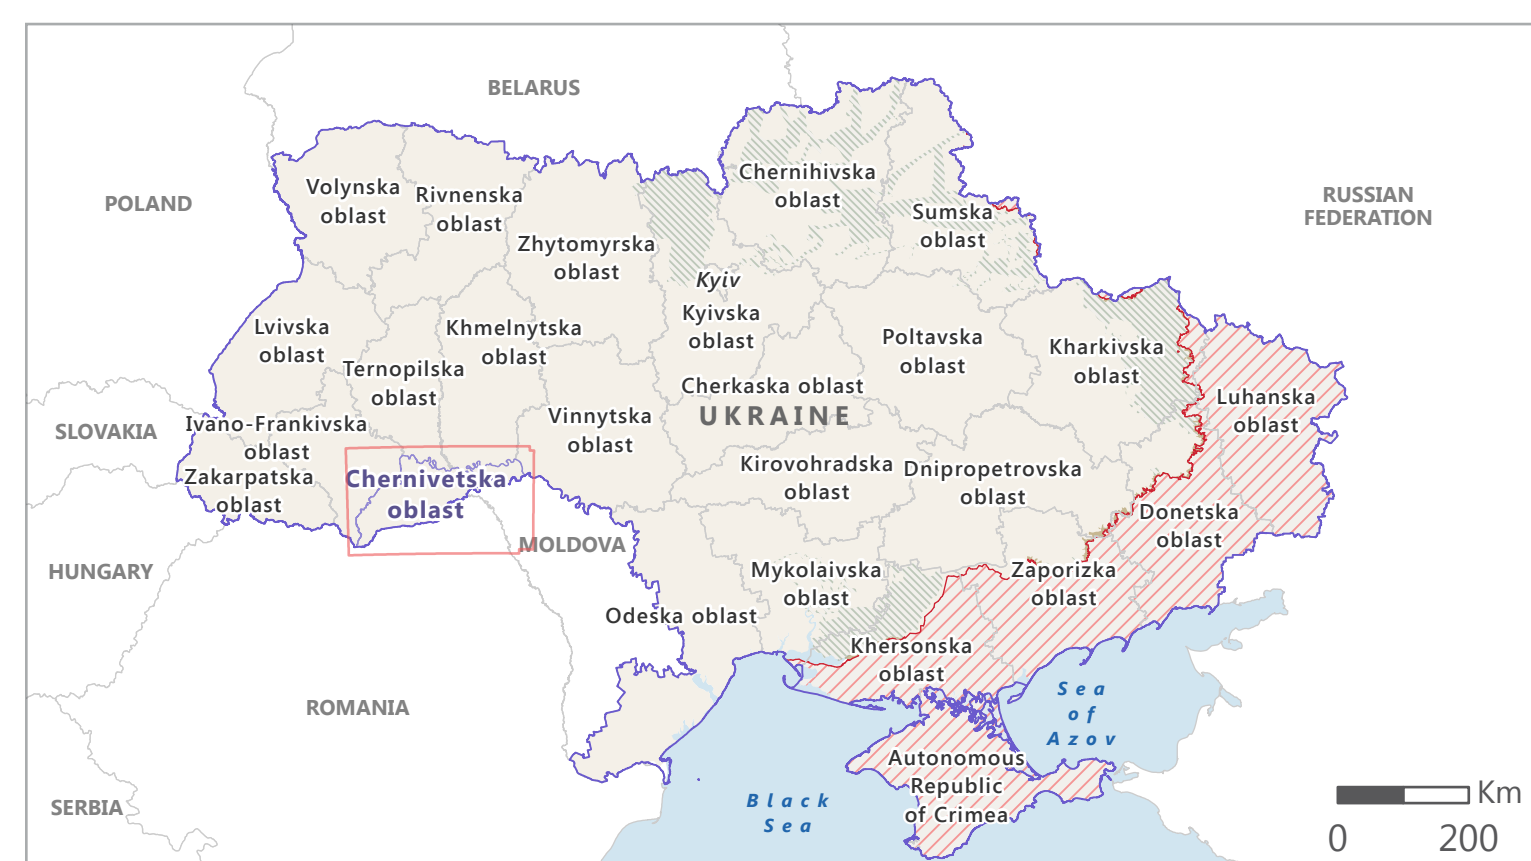 BELARUS
POLAND
RUSSIAN
FEDERATION
Volynska
oblast
Rivnenska
oblast
Zhytomyrska
oblast
Chernihivska
oblast
Sumska
oblast
Kyiv
Kyivska
oblast
Lvivska
oblast
Khmelnytska
oblast
Ternopilska
oblast
Poltavska
oblast
Kharkivska
oblast
Luhanska
oblast
Cherkaska oblast
UKRAINE
Vinnytska
oblast
SLOVAKIA
Ivano-Frankivska
oblast
Zakarpatska
oblast
Chernivetska
oblast
Kirovohradska
oblast
Dnipropetrovska
oblast
Donetska
oblast
MOLDOVA
HUNGARY
Mykolaivska
oblast
Zaporizka
oblast
Odeska oblast
Khersonska
oblast
ROMANIA
Sea
of
Azov
Autonomous
Republic
of Crimea
SERBIA
Black
Sea
Km
0 200